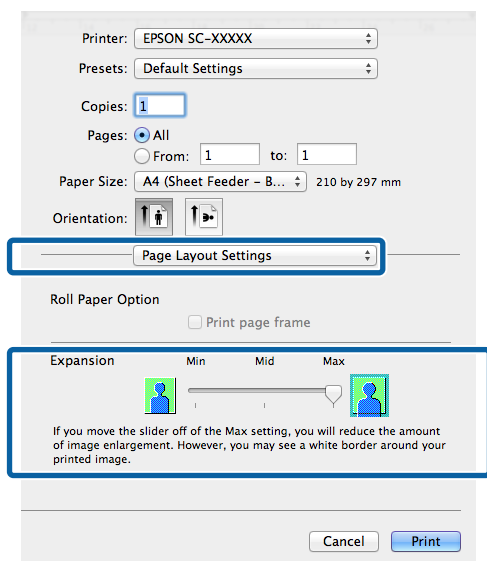 Printer: EPSON SC-XXXXX
Presets: Default Settings
Copies: 1
Pages: All
From: 1 to: 1
Paper Size: A4 (Sheet Feeder – B... 210 by 297 mm
Orientation:
Page Layout Settings
Roll Paper Option
Print page frame
Expansion Min Mid Max
If you move the slider off of the Max setting, you will reduce the amount
of image enlargement. However, you may see a white border around your
printed image.
Cancel Print